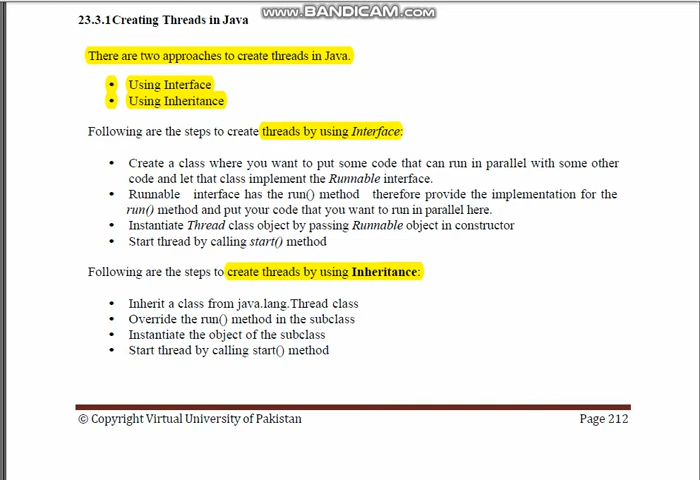 www.BANDICAM.com
23.3.1Creating Threads in Java
There are two approaches to create threads in Java.
• Using Interface
• Using Inheritance
Following are the steps to create threads by using Interface:
• Create a class where you want to put some code that can run in parallel with some other
code and let that class implement the Runnable interface.
• Runnable interface has the run() method therefore provide the implementation for the
run() method and put your code that you want to run in parallel here.
• Instantiate Thread class object by passing Runnable object in constructor
• Start thread by calling start() method
Following are the steps to create threads by using Inheritance:
• Inherit a class from java.lang.Thread class
• Override the run() method in the subclass
• Instantiate the object of the subclass
• Start thread by calling start() method
© Copyright Virtual University of Pakistan Page 212